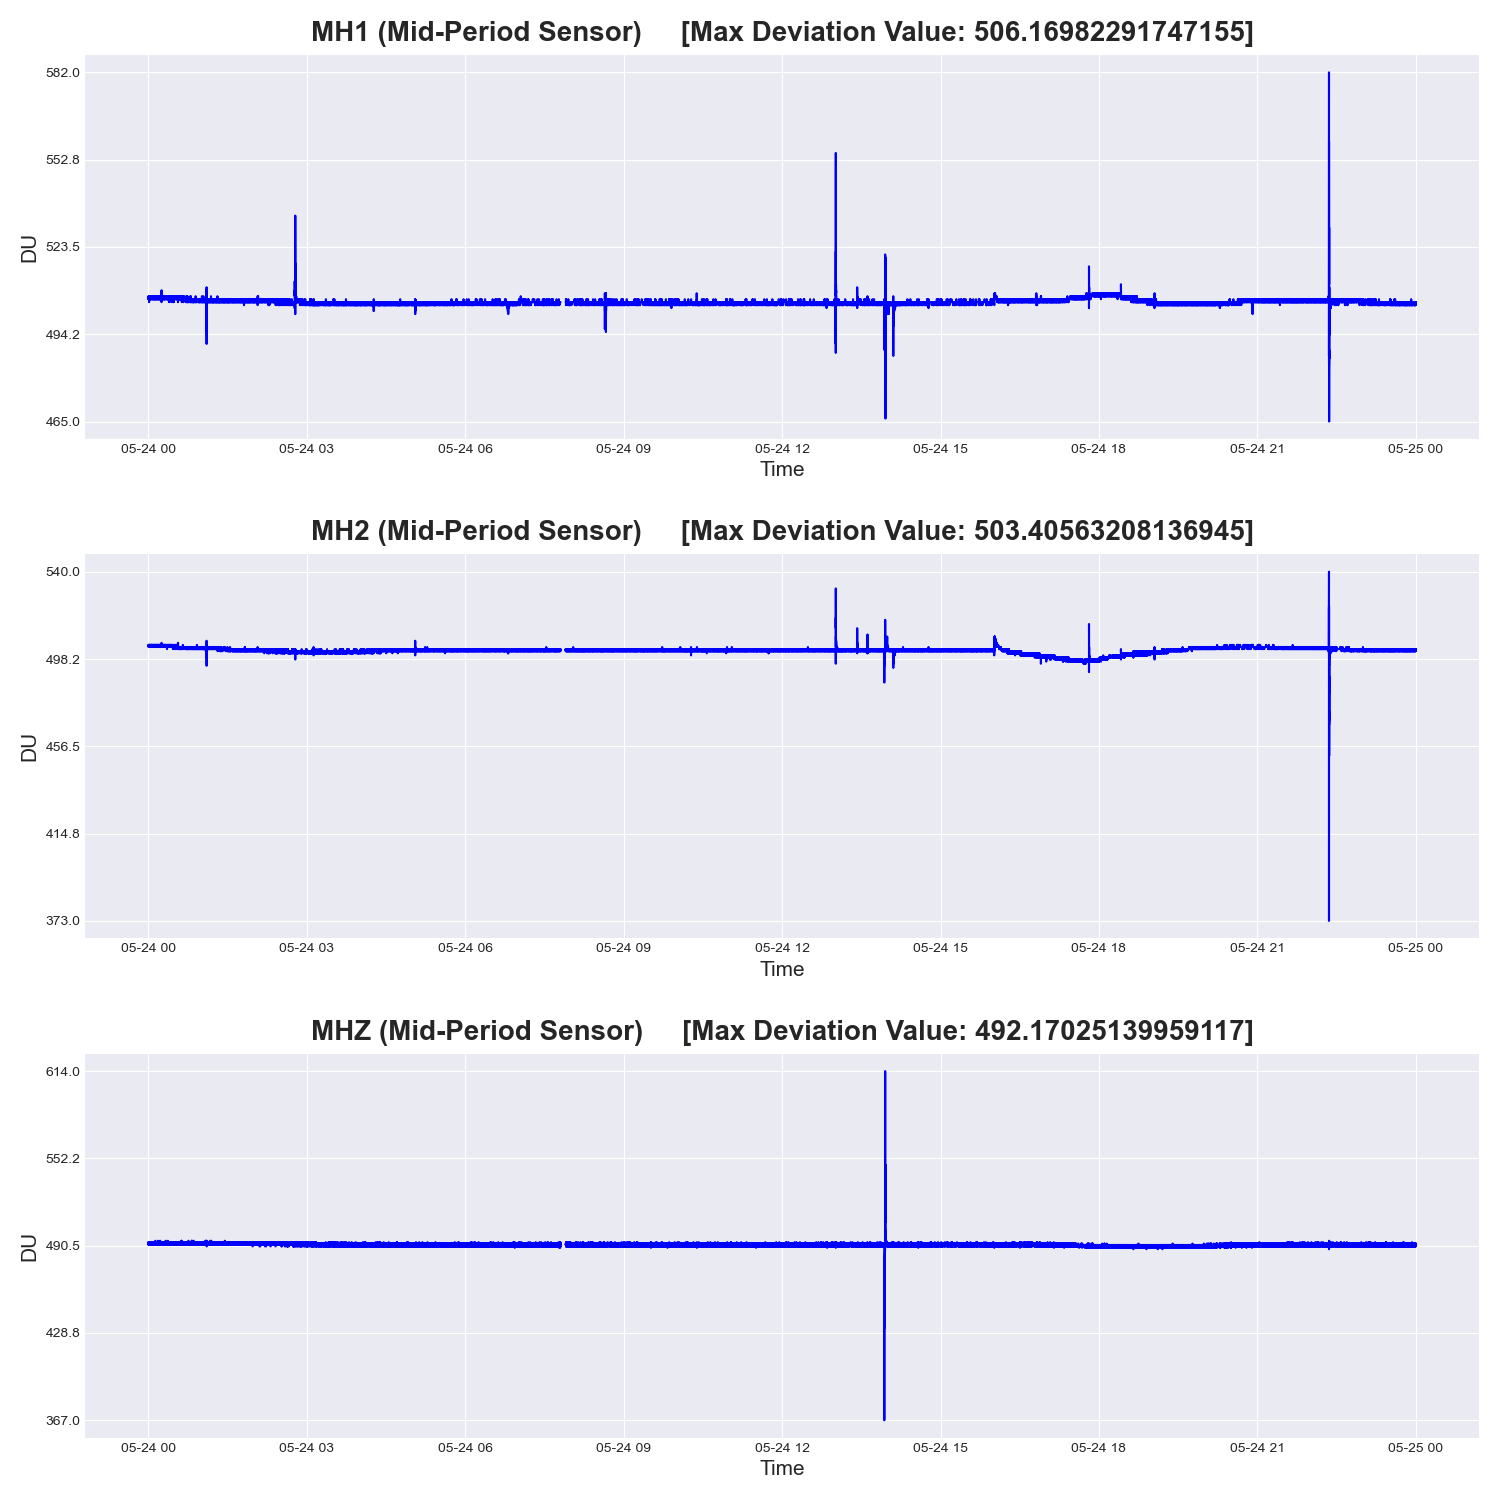 MH1 (Mid-Period Sensor) [Max Deviation Value: 506.16982291747155]
582.0
552.8
523.5
494.2
465.0
DU
05-24 00 05-24 03 05-24 06 05-24 09 05-24 12 05-24 15 05-24 18 05-24 21 05-25 00
Time
MH2 (Mid-Period Sensor) [Max Deviation Value: 503.40563208136945]
540.0
498.2
456.5
414.8
373.0
DU
05-24 00 05-24 03 05-24 06 05-24 09 05-24 12 05-24 15 05-24 18 05-24 21 05-25 00
Time
MHZ (Mid-Period Sensor) [Max Deviation Value: 492.17025139959117]
614.0
552.2
490.5
428.8
367.0
DU
05-24 00 05-24 03 05-24 06 05-24 09 05-24 12 05-24 15 05-24 18 05-24 21 05-25 00
Time